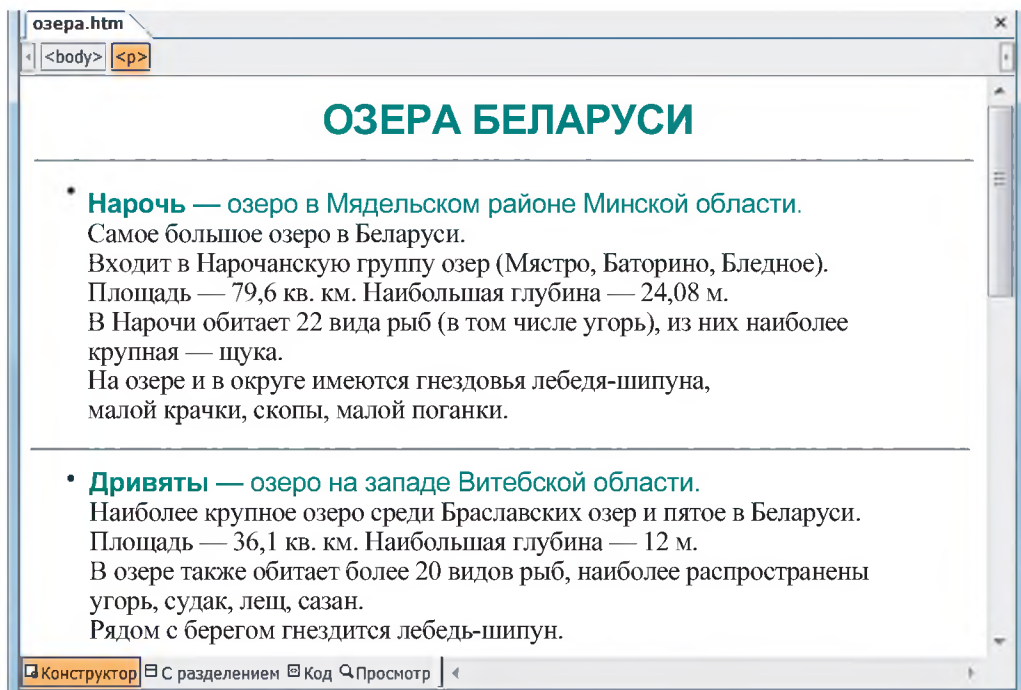 озера.htm
<body> <p>
ОЗЕРА БЕЛАРУСИ
• Нарочь — озеро в Мядельском районе Минской области.
Самое большое озеро в Беларуси.
Входит в Нарочанскую группу озер (Мястро, Баторино, Бледное).
Площадь — 79,6 кв. км. Наибольшая глубина — 24,08 м.
В Нарочи обитает 22 вида рыб (в том числе угорь), из них наиболее
крупная — щука.
На озере и в округе имеются гнездовья лебедя-шипуна,
малой крачки, скопы, малой поганки.
• Дривяты — озеро на западе Витебской области.
Наиболее крупное озеро среди Браславских озер и пятое в Беларуси.
Площадь — 36,1 кв. км. Наибольшая глубина — 12 м.
В озере также обитает более 20 видов рыб, наиболее распространены
угорь, судак, лещ, сазан.
Рядом с берегом гнездится лебедь-шипун.
Конструктор С разделением Код Просмотр